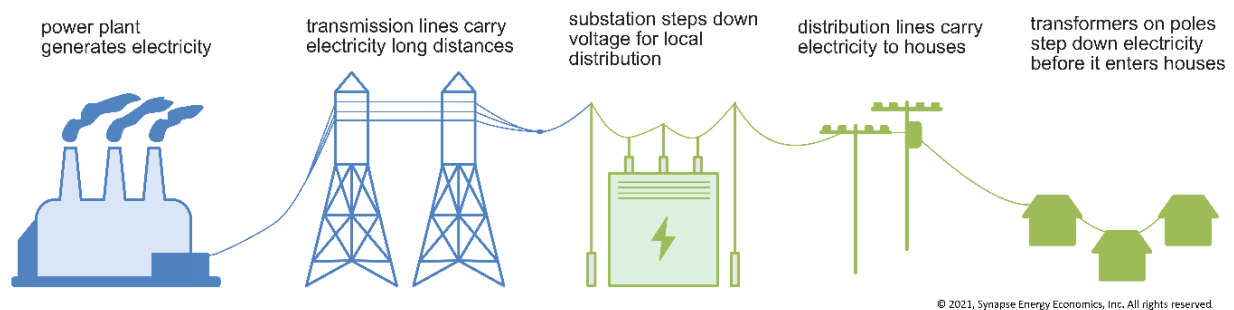 power plant
generates electricity
transmission lines carry
electricity long distances
substation steps down
voltage for local
distribution
distribution lines carry
electricity to houses
transformers on poles
step down electricity
before it enters houses
© 2021, Synapse Energy Economics, Inc. All rights reserved.